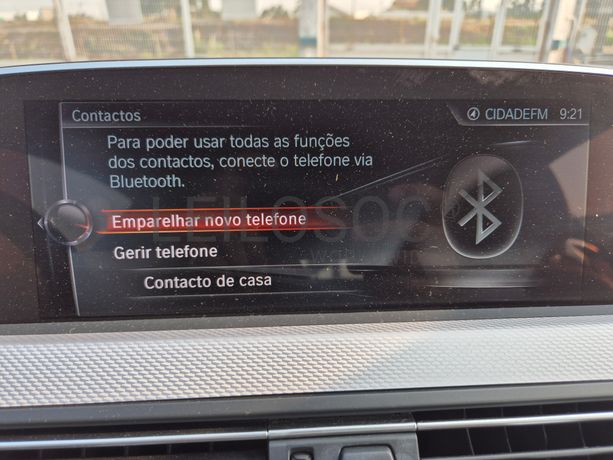 Contactos
CIDADEFM 9:21
Para poder usar todas as funções
dos contactos, conecte o telefone via
Bluetooth.
Emparelhar novo telefone
Gerir telefone
Contacto de casa
LEILOSOC®